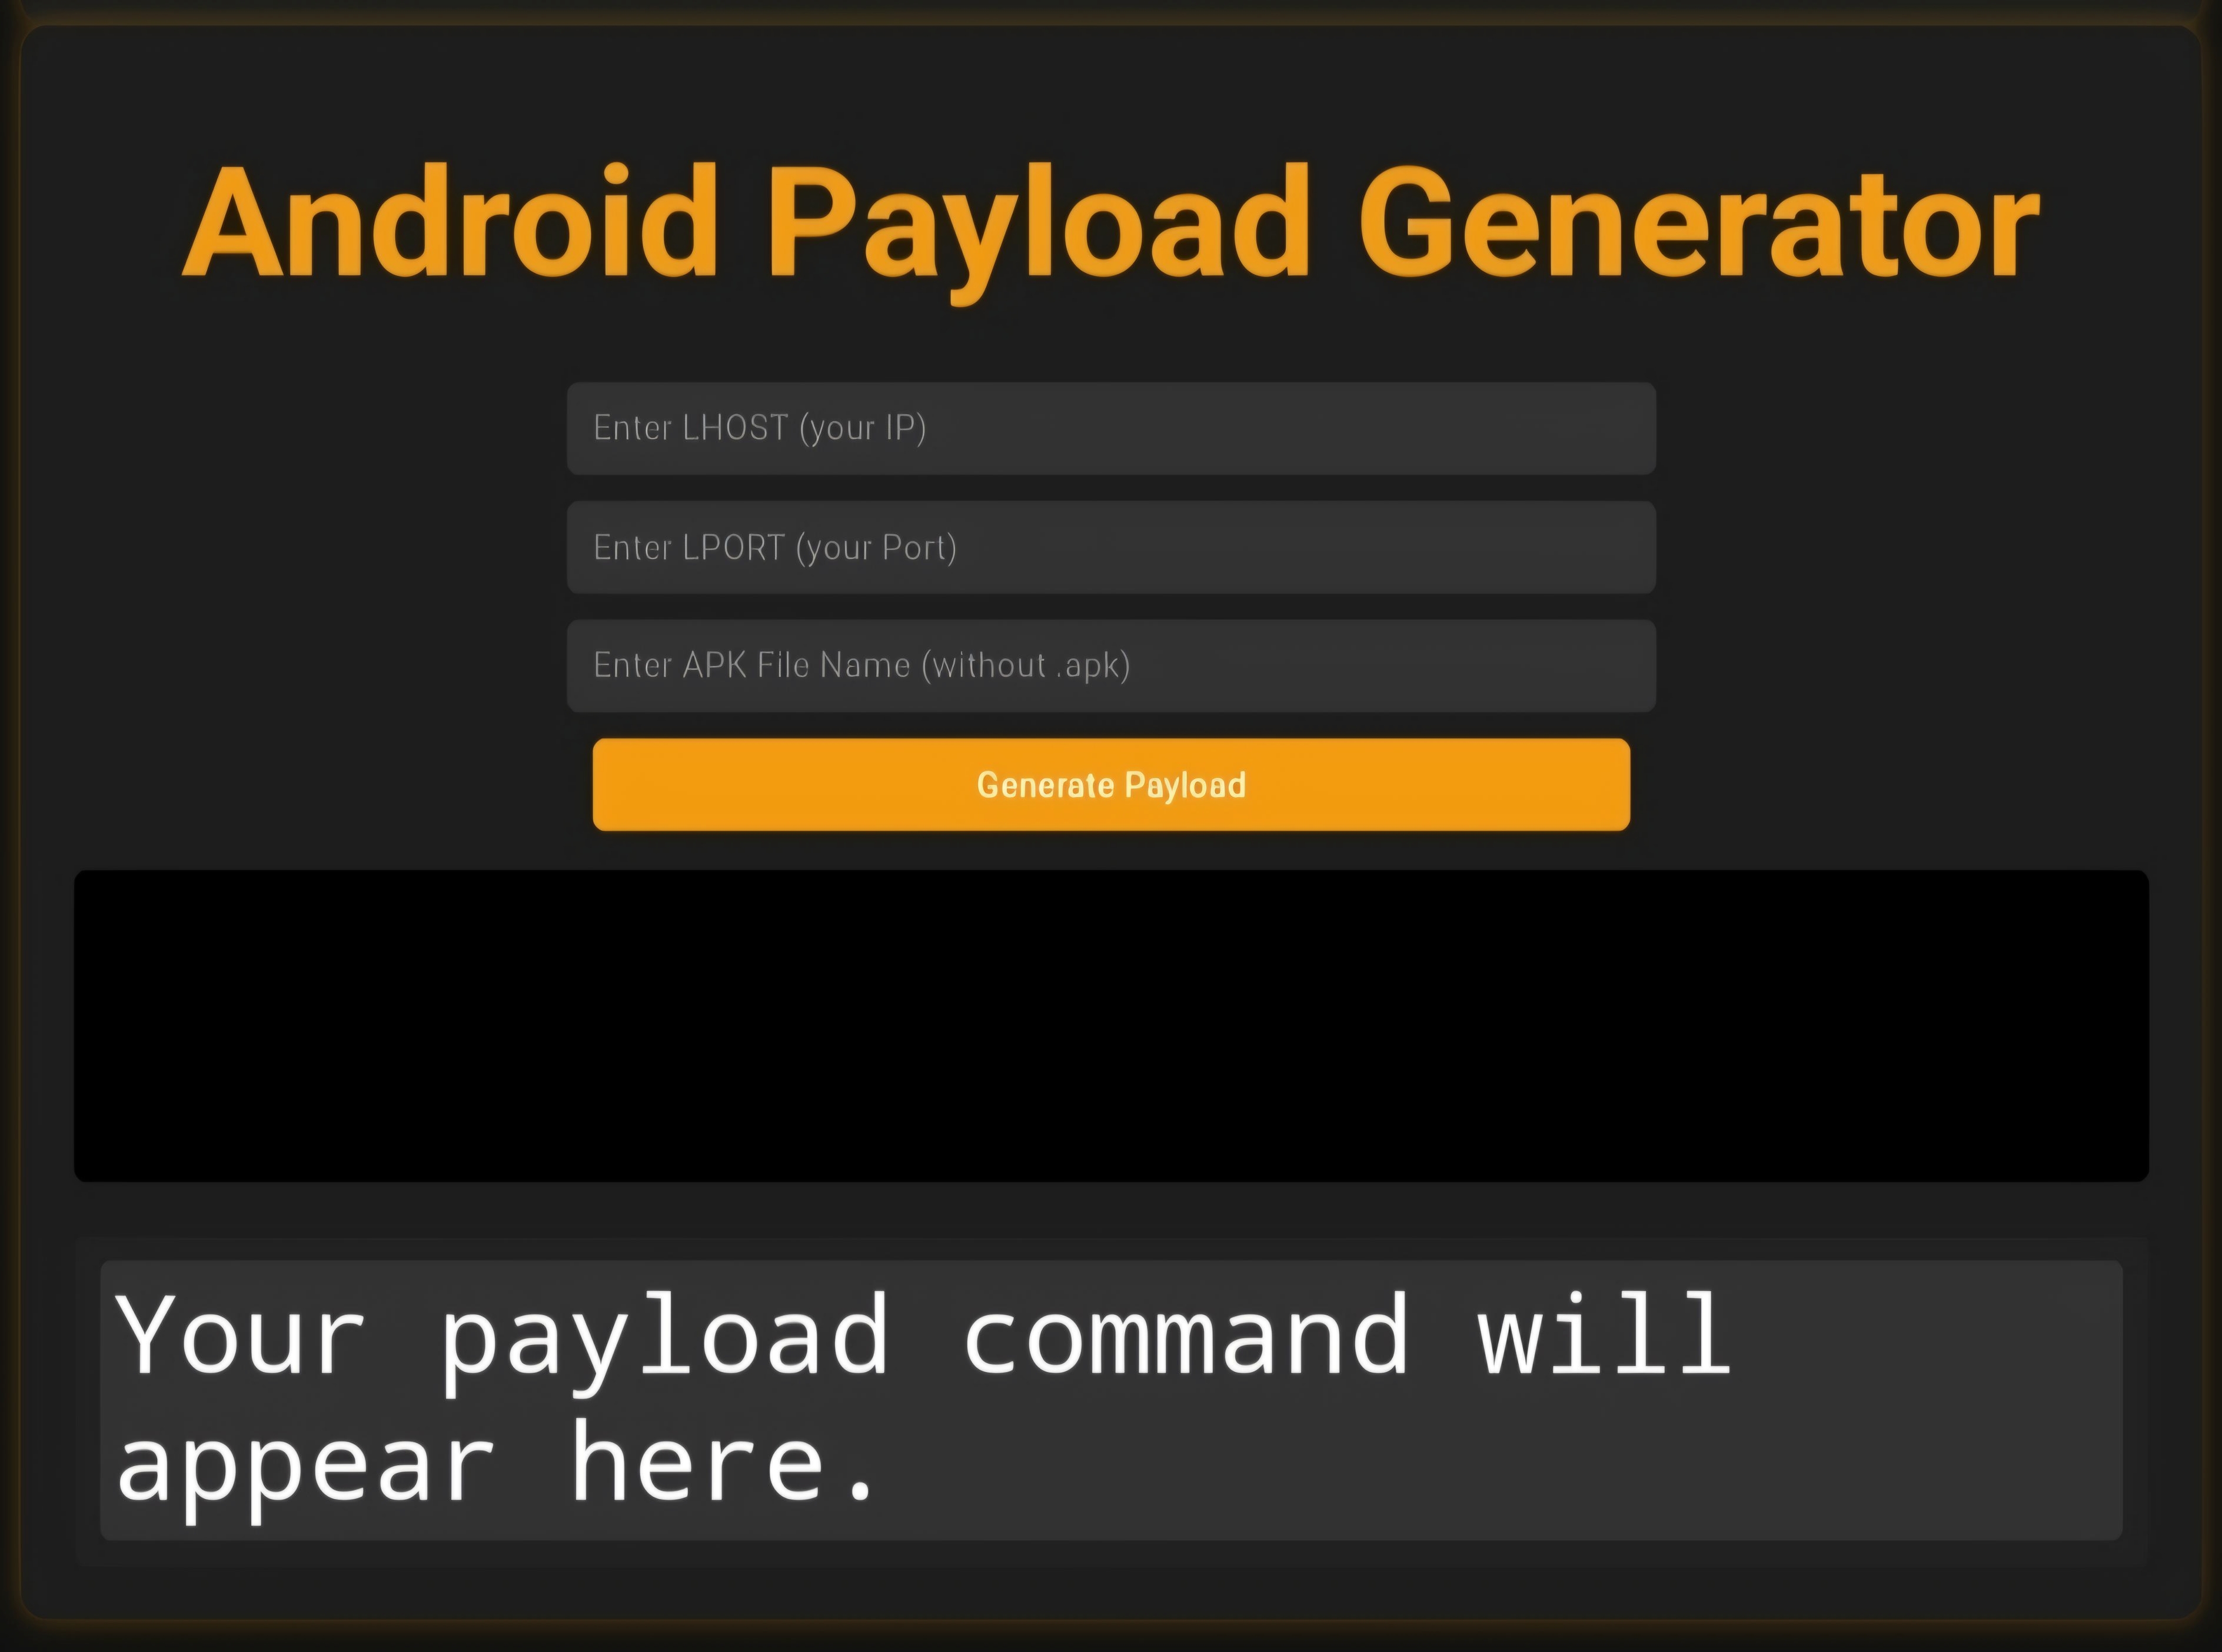 Android Payload Generator
Enter LHOST (your IP)
Enter LPORT (your Port)
Enter APK File Name (without .apk)
Generate Payload
Your payload command will
appear here.